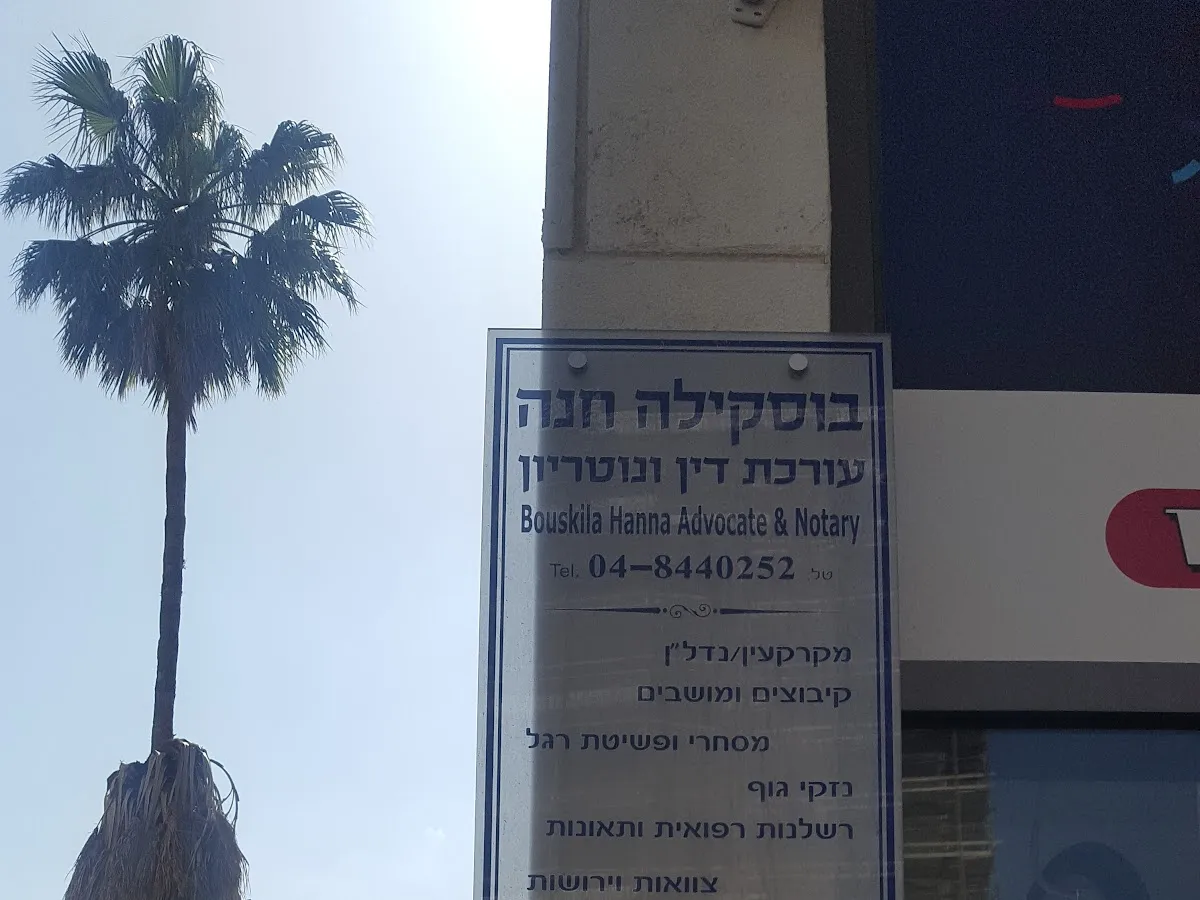 בוסקילה חנה
עורכת דין ונוטריון
Bouskila Hanna Advocate & Notary
Tel. 04-8440252 טל.
מקרקעין/נדל"ן
קיבוצים ומושבים
מסחרי ופשיטת רגל
נזקי גוף
רשלנות רפואית ותאונות
צוואות וירושות